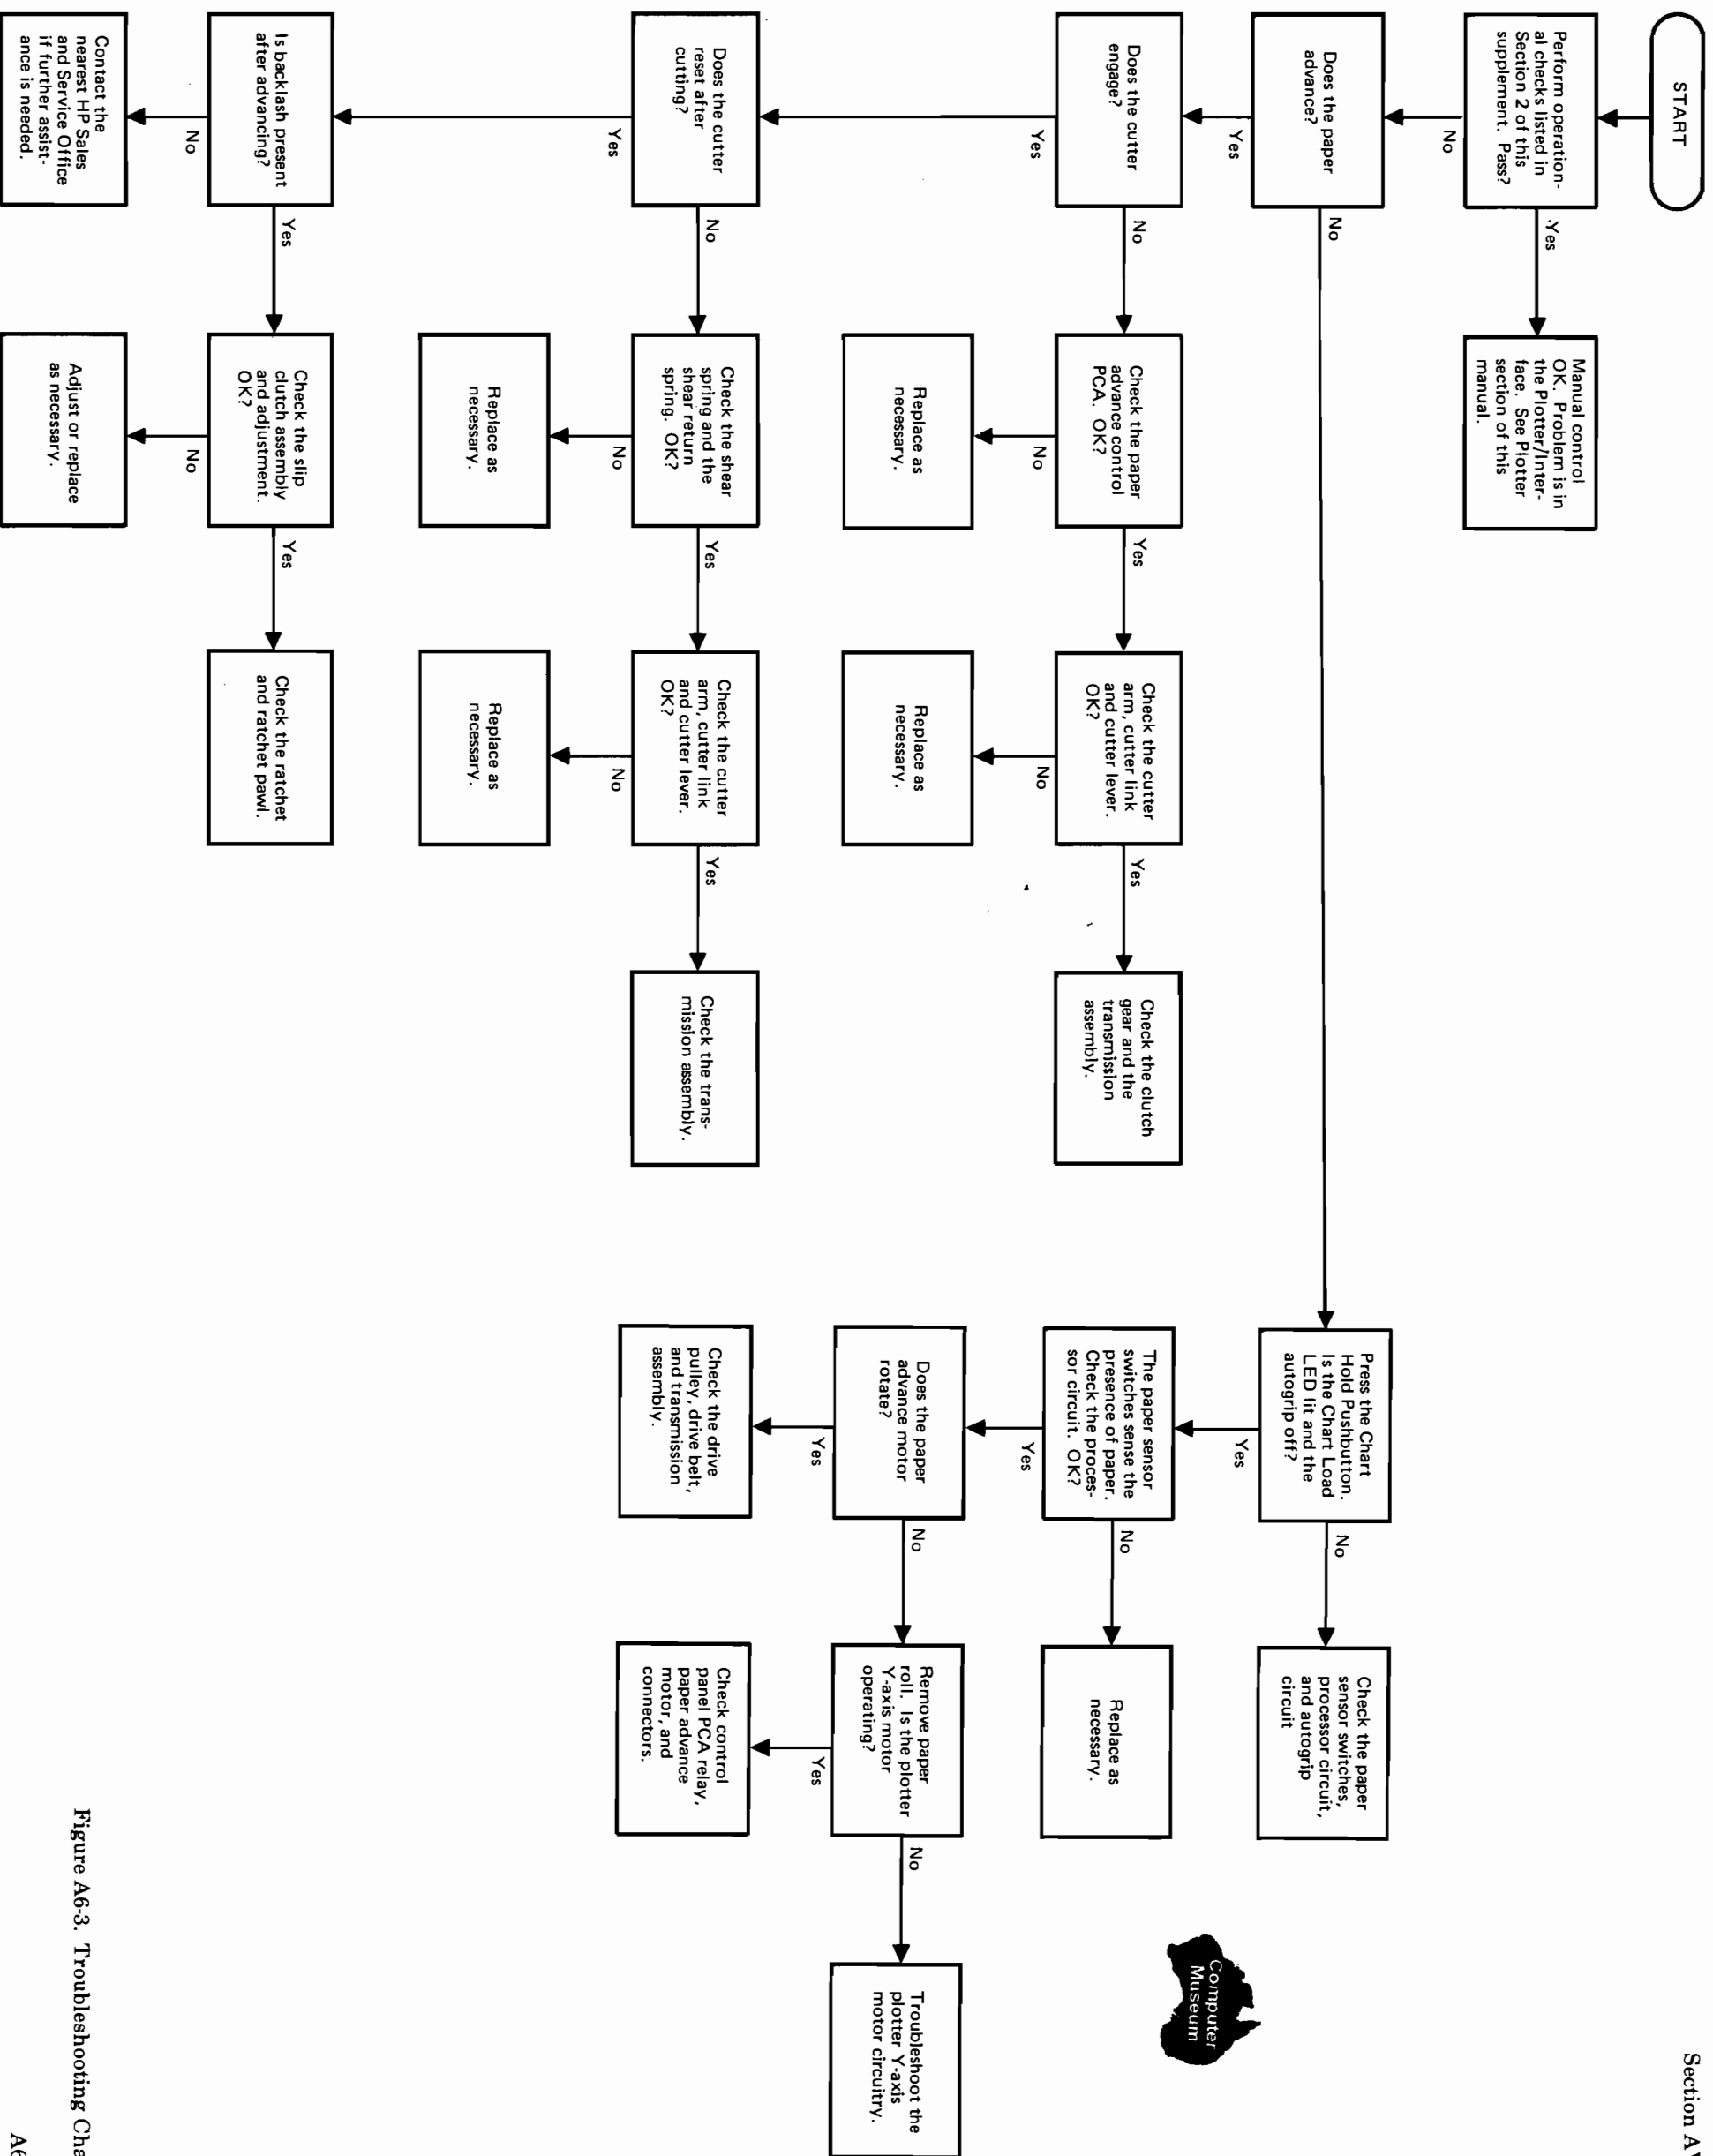 Section A
START
Perform operation-
al checks listed in
Section 2 of this
supplement. Pass?
Yes
Manual control
OK. Problem is in
the Plotter/Inter-
face. See Plotter
section of this
manual.
No
Does the paper
advance?
No
Press the Chart
Hold Pushbutton.
Is the Chart Load
LED lit and the
autogrip off?
No
Check the paper
sensor switches,
processor circuit,
and autogrip
circuit
Yes
Yes
Does the cutter
engage?
No
Check the paper
advance control
PCA. OK?
Yes
Check the cutter
arm, cutter link
and cutter lever.
OK?
Yes
Check the clutch
gear and the
transmission
assembly.
The paper sensor
switches sense the
presence of paper.
Check the proces-
sor circuit. OK?
No
Replace as
necessary.
Computer
Museum
Yes
No
No
Yes
Replace as
necessary.
Replace as
necessary.
Does the paper
advance motor
rotate?
No
Remove paper
roll. Is the plotter
Y-axis motor
operating?
No
Troubleshoot the
plotter Y-axis
motor circuitry.
Yes
Yes
Does the cutter
reset after
cutting?
No
Check the shear
spring and the
shear return
spring. OK?
Yes
Check the cutter
arm, cutter link
and cutter lever.
OK?
Yes
Check the trans-
mission assembly.
Check the drive
pulley, drive belt,
and transmission
assembly.
Check control
panel PCA relay,
paper advance
motor, and
connectors.
Yes
No
No
Replace as
necessary.
Replace as
necessary.
Is backlash present
after advancing?
Yes
Check the slip
clutch assembly
and adjustment.
OK?
Yes
Check the ratchet
and ratchet pawl.
No
No
Contact the
nearest HP Sales
and Service Office
if further assist-
ance is needed.
Adjust or replace
as necessary.
Figure A6-3. Troubleshooting Cha
A6